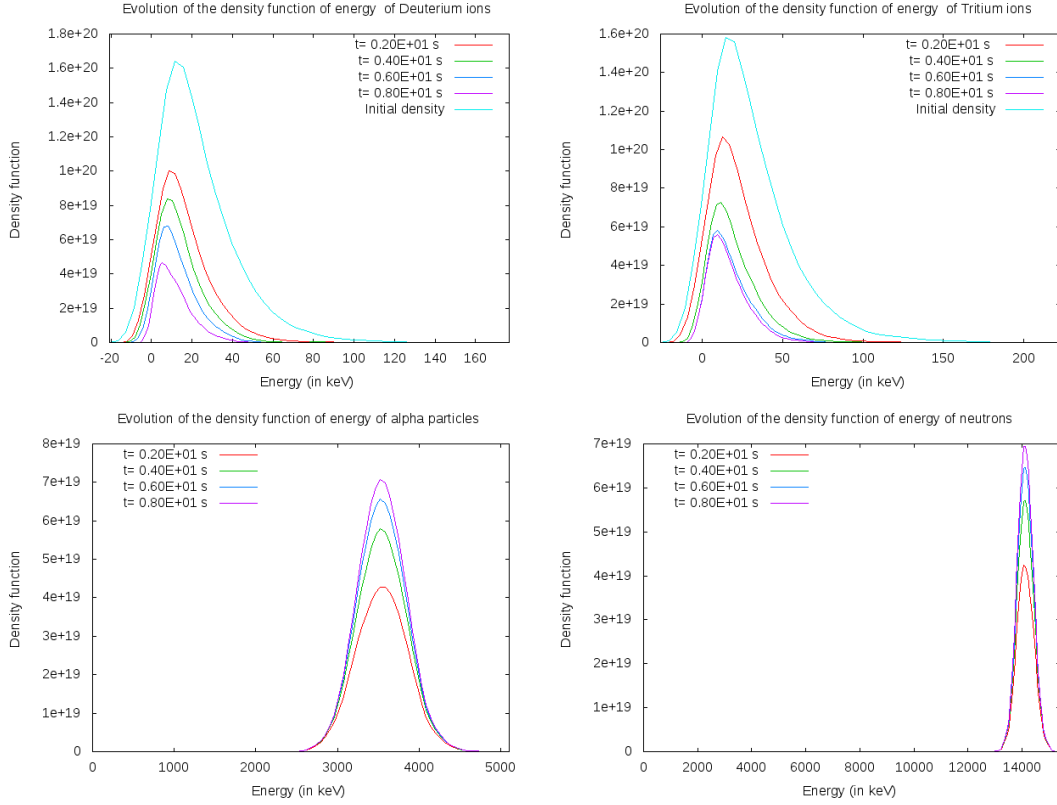 Evolution of the density function of energy  of Deuterium ions
1.8e+20
1.6e+20
1.4e+20
1.2e+20
1e+20
8e+19
6e+19
4e+19
2e+19
0
Density function
t= 0.20E+01 s
t= 0.40E+01 s
t= 0.60E+01 s
t= 0.80E+01 s
Initial density
-20 0 20 40 60 80 100 120 140 160
Energy (in keV)
Evolution of the density function of energy  of Tritium ions
1.6e+20
1.4e+20
1.2e+20
1e+20
8e+19
6e+19
4e+19
2e+19
0
Density function
t= 0.20E+01 s
t= 0.40E+01 s
t= 0.60E+01 s
t= 0.80E+01 s
Initial density
0 50 100 150 200
Energy (in keV)
Evolution of the density function of energy of alpha particles
8e+19
7e+19
6e+19
5e+19
4e+19
3e+19
2e+19
1e+19
0
Density function
t= 0.20E+01 s
t= 0.40E+01 s
t= 0.60E+01 s
t= 0.80E+01 s
0 1000 2000 3000 4000 5000
Energy (in keV)
Evolution of the density function of energy of neutrons
7e+19
6e+19
5e+19
4e+19
3e+19
2e+19
1e+19
0
Density function
t= 0.20E+01 s
t= 0.40E+01 s
t= 0.60E+01 s
t= 0.80E+01 s
0 2000 4000 6000 8000 10000 12000 14000
Energy (in keV)